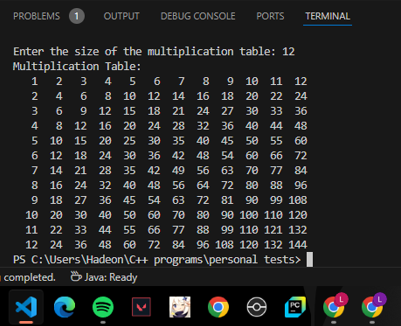 PROBLEMS 1 OUTPUT DEBUG CONSOLE PORTS TERMINAL
Enter the size of the multiplication table: 12
Multiplication Table:
1 2 3 4 5 6 7 8 9 10 11 12
2 4 6 8 10 12 14 16 18 20 22 24
3 6 9 12 15 18 21 24 27 30 33 36
4 8 12 16 20 24 28 32 36 40 44 48
5 10 15 20 25 30 35 40 45 50 55 60
6 12 18 24 30 36 42 48 54 60 66 72
7 14 21 28 35 42 49 56 63 70 77 84
8 16 24 32 40 48 56 64 72 80 88 96
9 18 27 36 45 54 63 72 81 90 99 108
10 20 30 40 50 60 70 80 90 100 110 120
11 22 33 44 55 66 77 88 99 110 121 132
12 24 36 48 60 72 84 96 108 120 132 144
PS C:\Users\Hadeon\C++ programs\personal tests>
g completed. Java: Ready
PC L L